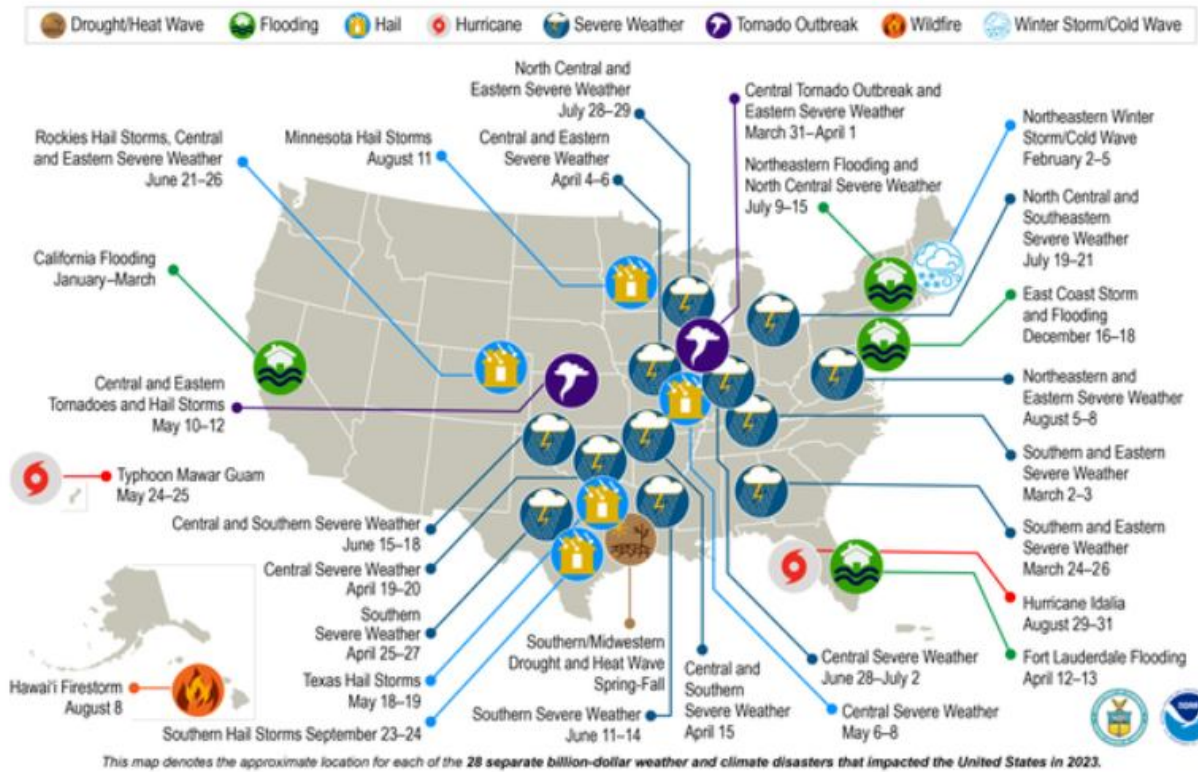 Drought/Heat Wave
Flooding
Hail
Hurricane
Severe Weather
Tornado Outbreak
Wildfire
Winter Storm/Cold Wave
North Central and
Eastern Severe Weather
July 28–29
Central Tornado Outbreak and
Eastern Severe Weather
March 31–April 1
Northeastern Winter
Storm/Cold Wave
February 2–5
Rockies Hail Storms, Central
and Eastern Severe Weather
June 21–26
Minnesota Hail Storms
August 11
Central and Eastern
Severe Weather
April 4–6
Northeastern Flooding and
North Central Severe Weather
July 9–15
North Central and
Southeastern
Severe Weather
July 19–21
California Flooding
January–March
East Coast Storm
and Flooding
December 16–18
Central and Eastern
Tornadoes and Hail Storms
May 10–12
Northeastern and
Eastern Severe Weather
August 5–8
Typhoon Mawar Guam
May 24–25
Southern and Eastern
Severe Weather
March 2–3
Central and Southern Severe Weather
June 15–18
Southern and Eastern
Severe Weather
March 24–26
Central Severe Weather
April 19–20
Hurricane Idalia
August 29–31
Southern
Severe Weather
April 25–27
Southern/Midwestern
Drought and Heat Wave
Spring-Fall
Central and
Southern
Severe Weather
April 15
Central Severe Weather
June 28–July 2
Fort Lauderdale Flooding
April 12–13
Hawai'i Firestorm
August 8
Texas Hail Storms
May 18–19
Southern Severe Weather
June 11–14
Central Severe Weather
May 6–8
Southern Hail Storms September 23–24
This map denotes the approximate location for each of the 28 separate billion-dollar weather and climate disasters that impacted the United States in 2023.